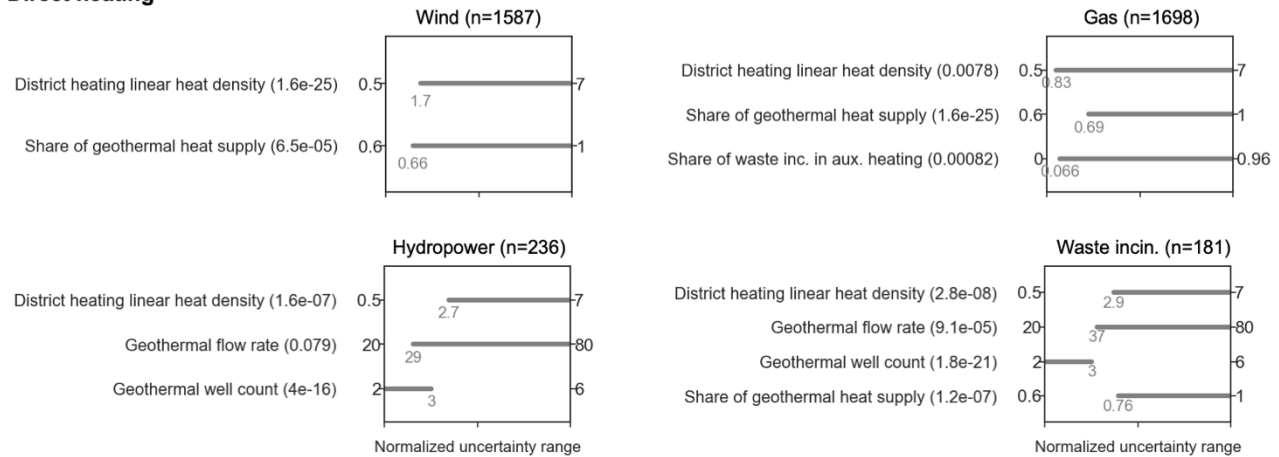 Direct heating
Wind (n=1587)
District heating linear heat density (1.6e-25) 0.5 7
1.7
Share of geothermal heat supply (6.5e-05) 0.6 1
0.66
Gas (n=1698)
District heating linear heat density (0.0078) 0.5 7
0.83
Share of geothermal heat supply (1.6e-25) 0.6 1
0.69
Share of waste inc. in aux. heating (0.00082) 0 0.96
0.066
Hydropower (n=236)
District heating linear heat density (1.6e-07) 0.5 7
2.7
Geothermal flow rate (0.079) 20 80
29
Geothermal well count (4e-16) 2 6
3
Normalized uncertainty range
Waste incin. (n=181)
District heating linear heat density (2.8e-08) 0.5 7
2.9
Geothermal flow rate (9.1e-05) 20 80
37
Geothermal well count (1.8e-21) 2 6
3
Share of geothermal heat supply (1.2e-07) 0.6 1
0.76
Normalized uncertainty range